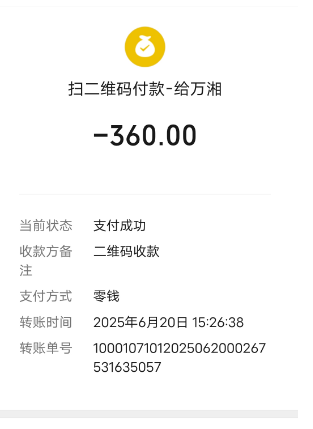 扫二维码付款-给万湘
-360.00
当前状态 支付成功
收款方备 二维码收款
注
支付方式 零钱
转账时间 2025年6月20日 15:26:38
转账单号 10001071012025062000267
531635057